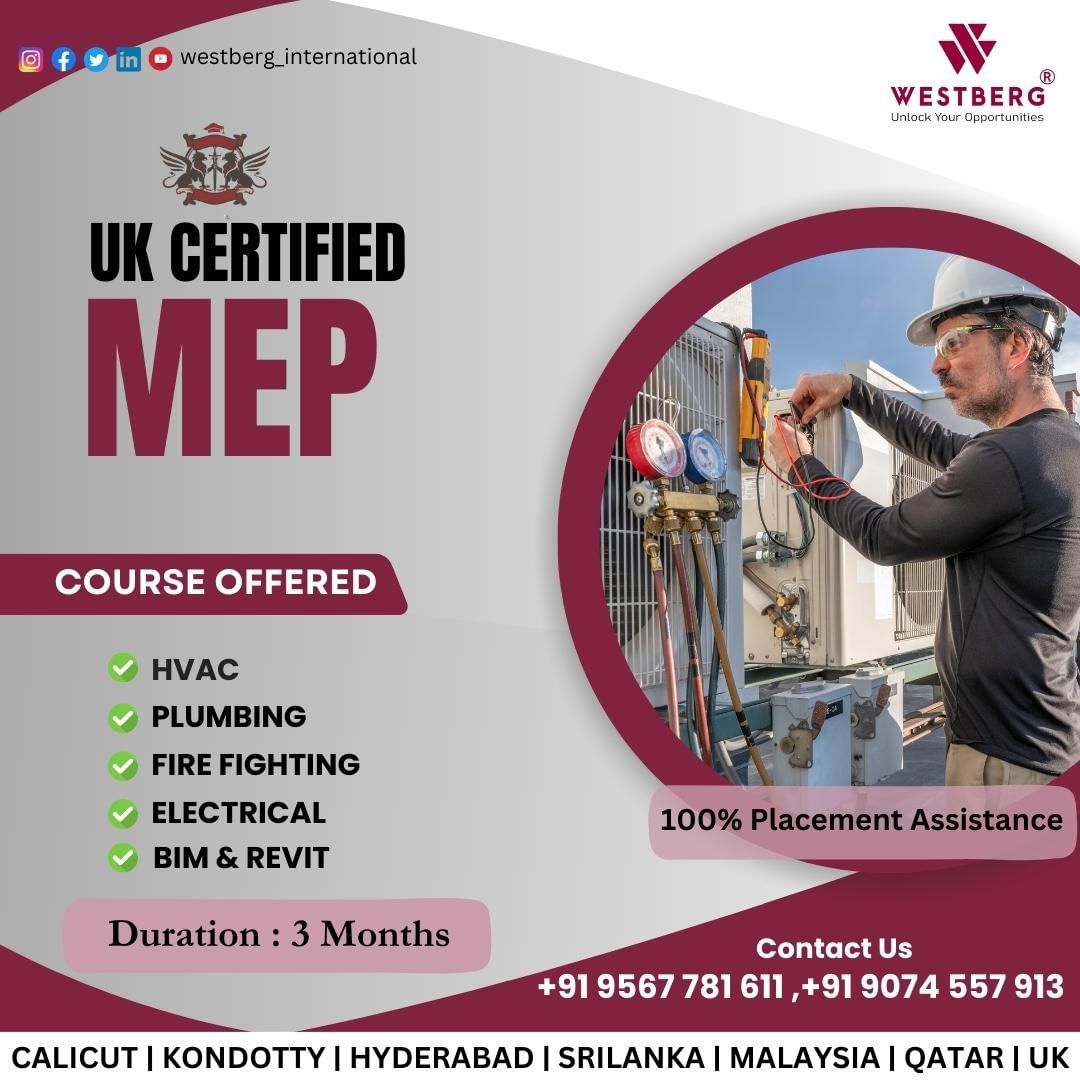 westberg_international
WESTBERG®
Unlock Your Opportunities
UK CERTIFIED
MEP
COURSE OFFERED
HVAC
PLUMBING
FIRE FIGHTING
ELECTRICAL
BIM & REVIT
100% Placement Assistance
Duration : 3 Months
Contact Us
+91 9567 781 611 ,+91 9074 557 913
CALICUT | KONDOTTY | HYDERABAD | SRILANKA | MALAYSIA | QATAR | UK